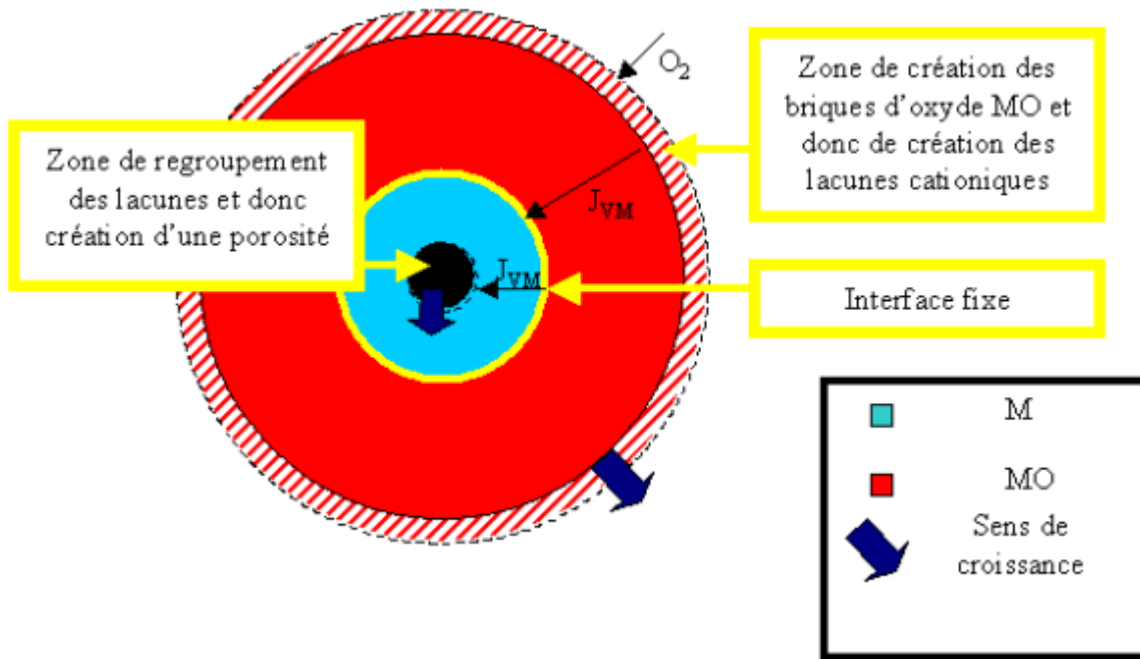 Zone de regroupement
des lacunes et donc
création d'une porosité
O2
Zone de création des
briques d'oxyde MO et
donc de création des
lacunes cationiques
JVM
JVM
Interface fixe
M
MO
Sens de
croissance